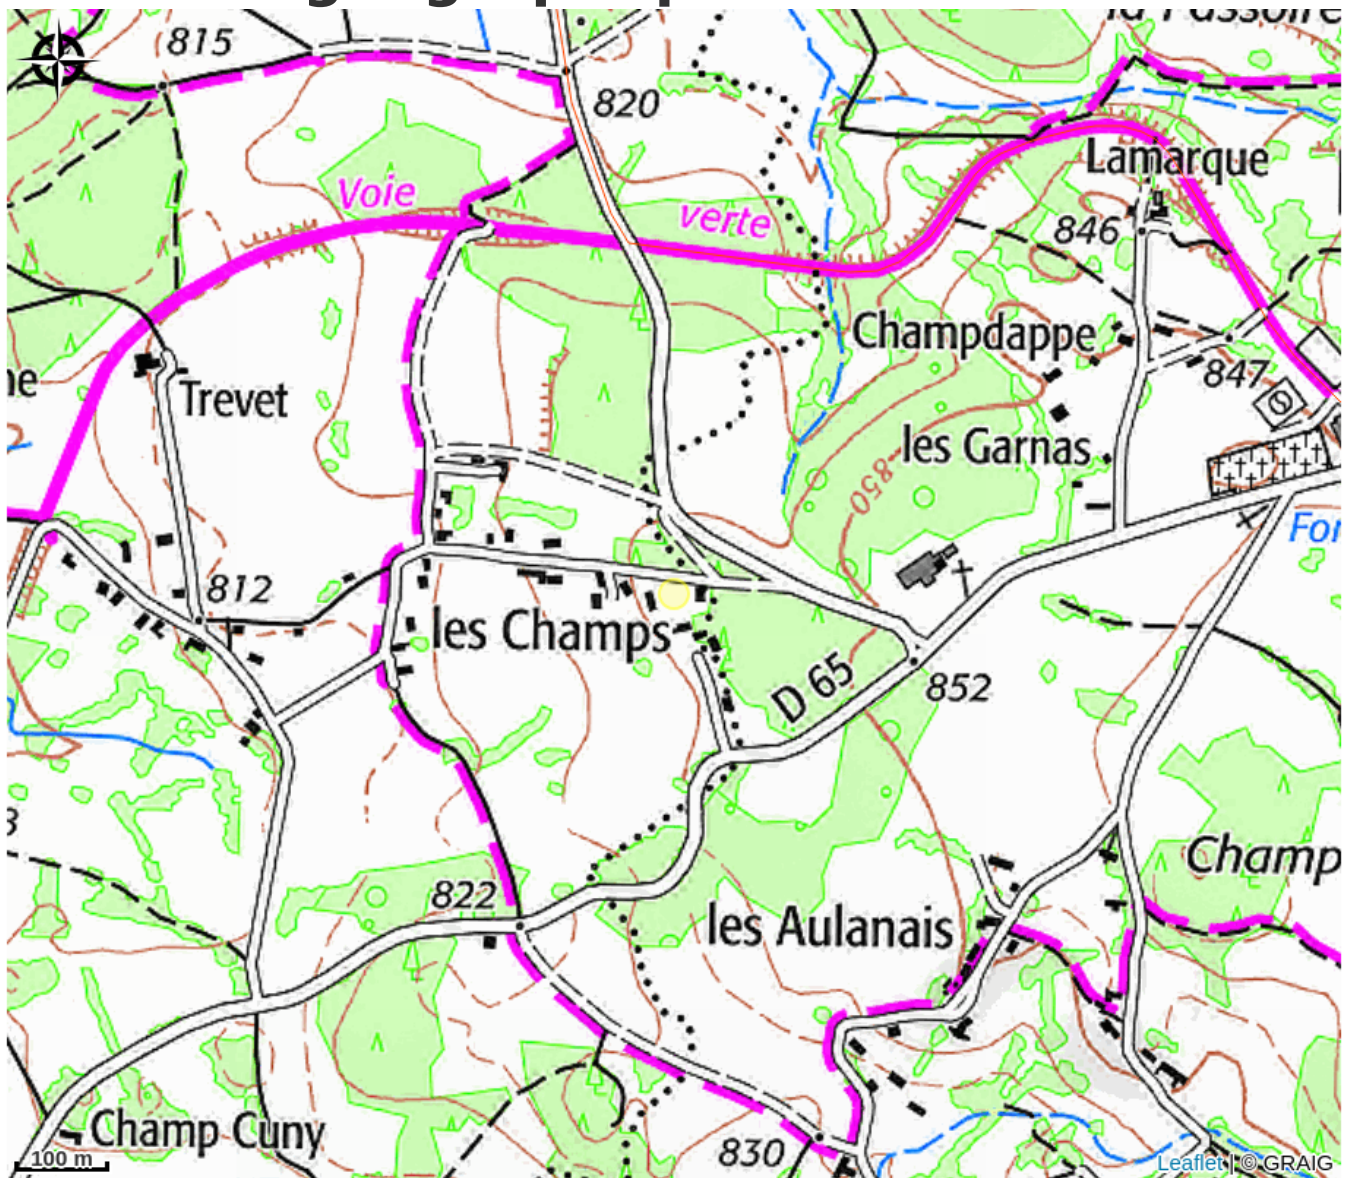 815
820
Lamarque
Voie
verte
846
Champdappe
847
Trevet
les Garnas
850
812
les Champs
D 65
852
822
Champ
les Aulanais
Champ Cuny
830
100 m
Leaflet | © GRAIG